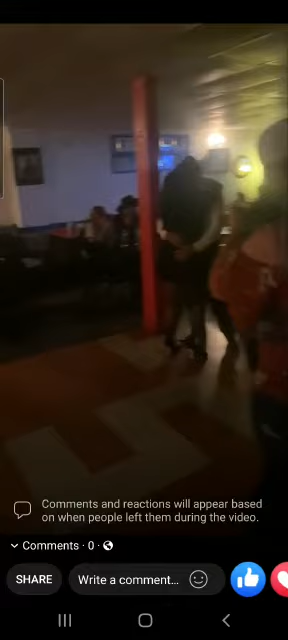 Comments and reactions will appear based
on when people left them during the video.
Comments · 0 ·
SHARE
Write a comment...